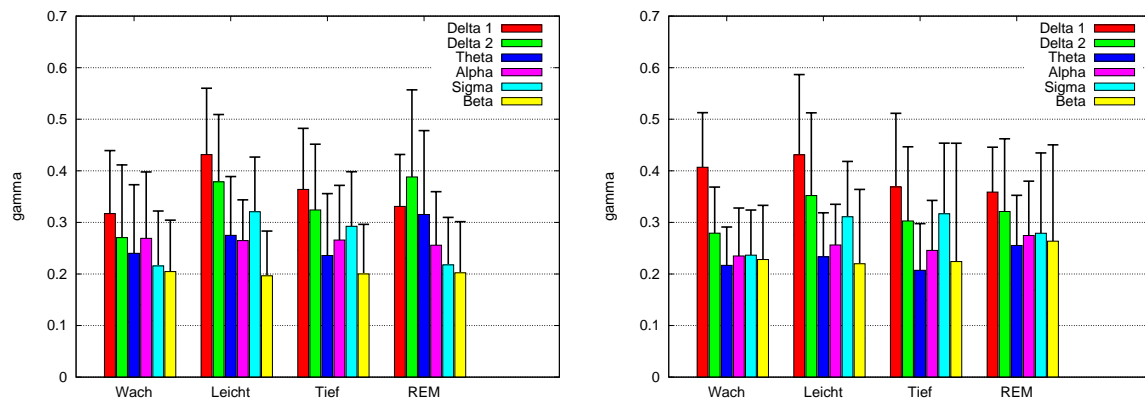 gamma
0.7
0.6
0.5
0.4
0.3
0.2
0.1
0
Delta 1
Delta 2
Theta
Alpha
Sigma
Beta
Wach Leicht Tief REM
gamma
0.7
0.6
0.5
0.4
0.3
0.2
0.1
0
Delta 1
Delta 2
Theta
Alpha
Sigma
Beta
Wach Leicht Tief REM